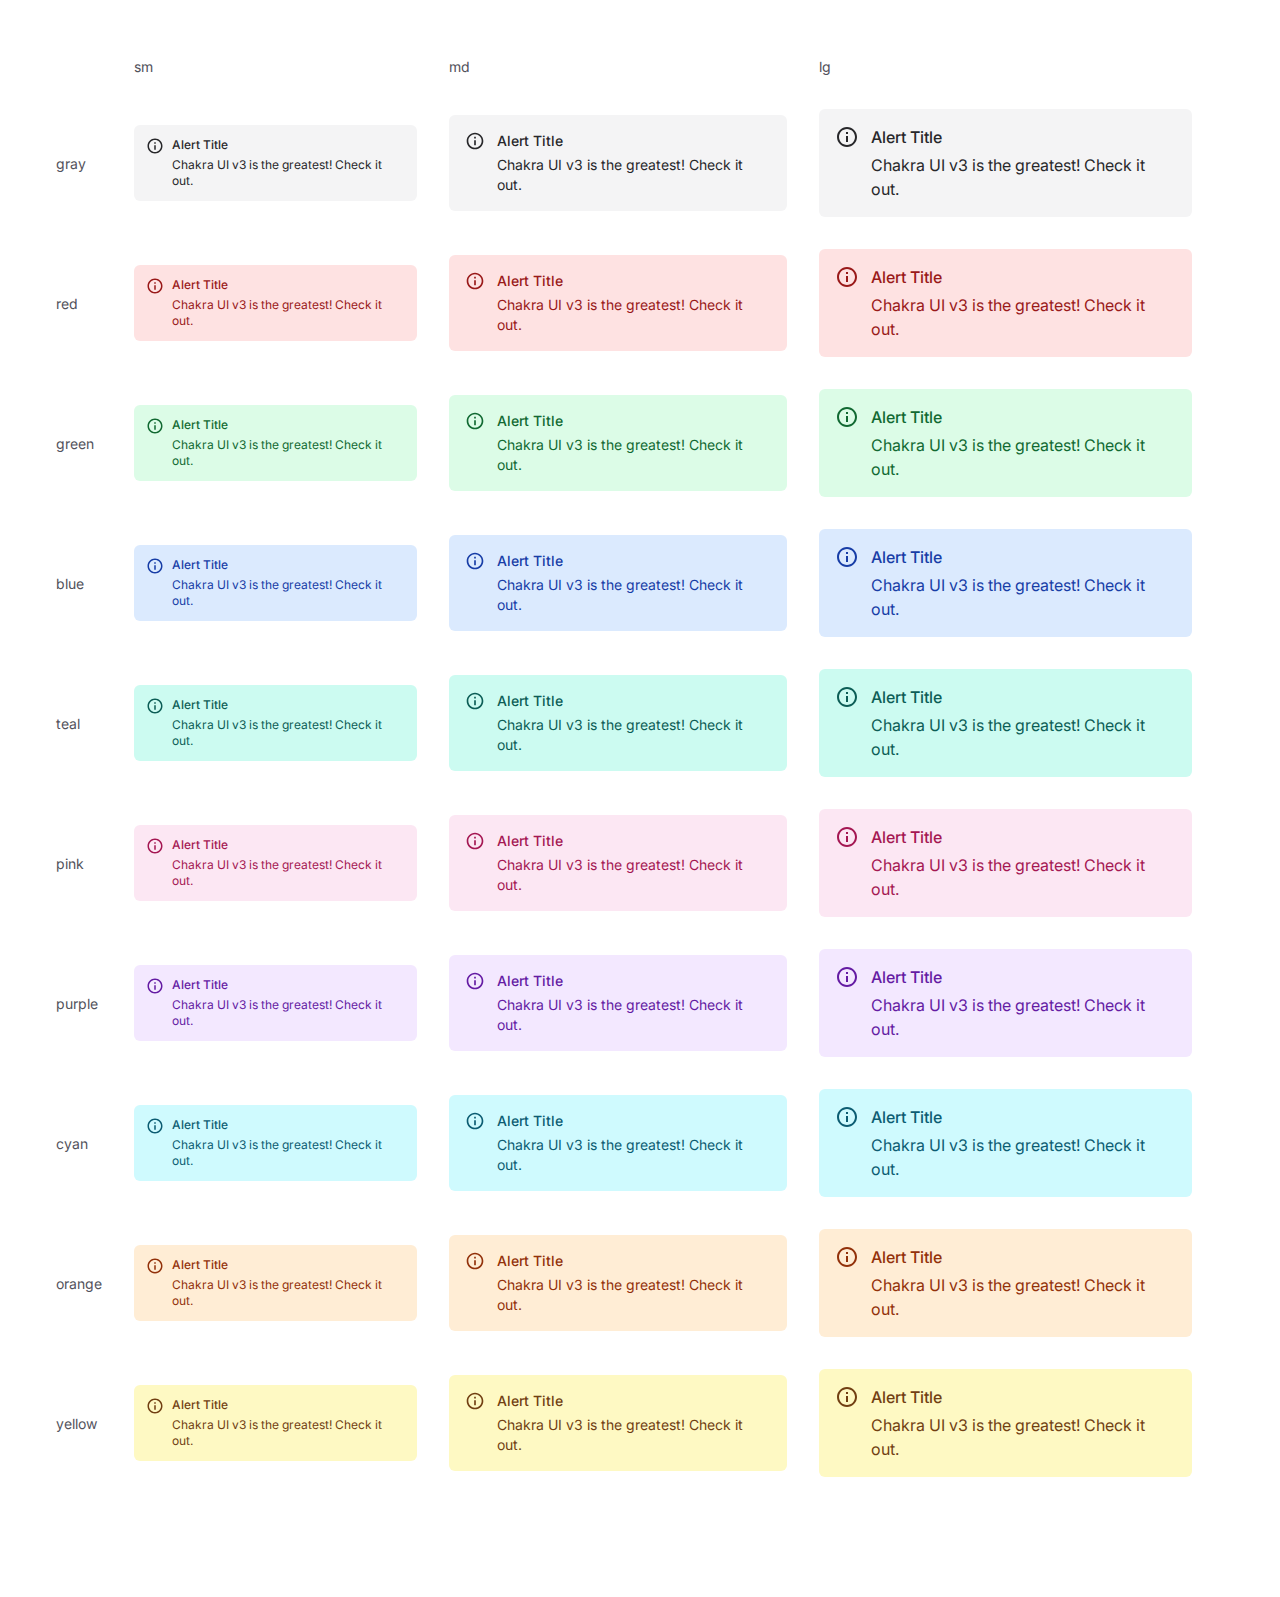 sm md lg
gray
Alert Title
Chakra UI v3 is the greatest! Check it
out.
Alert Title
Chakra UI v3 is the greatest! Check it
out.
Alert Title
Chakra UI v3 is the greatest! Check it
out.
red
Alert Title
Chakra UI v3 is the greatest! Check it
out.
Alert Title
Chakra UI v3 is the greatest! Check it
out.
Alert Title
Chakra UI v3 is the greatest! Check it
out.
green
Alert Title
Chakra UI v3 is the greatest! Check it
out.
Alert Title
Chakra UI v3 is the greatest! Check it
out.
Alert Title
Chakra UI v3 is the greatest! Check it
out.
blue
Alert Title
Chakra UI v3 is the greatest! Check it
out.
Alert Title
Chakra UI v3 is the greatest! Check it
out.
Alert Title
Chakra UI v3 is the greatest! Check it
out.
teal
Alert Title
Chakra UI v3 is the greatest! Check it
out.
Alert Title
Chakra UI v3 is the greatest! Check it
out.
Alert Title
Chakra UI v3 is the greatest! Check it
out.
pink
Alert Title
Chakra UI v3 is the greatest! Check it
out.
Alert Title
Chakra UI v3 is the greatest! Check it
out.
Alert Title
Chakra UI v3 is the greatest! Check it
out.
purple
Alert Title
Chakra UI v3 is the greatest! Check it
out.
Alert Title
Chakra UI v3 is the greatest! Check it
out.
Alert Title
Chakra UI v3 is the greatest! Check it
out.
cyan
Alert Title
Chakra UI v3 is the greatest! Check it
out.
Alert Title
Chakra UI v3 is the greatest! Check it
out.
Alert Title
Chakra UI v3 is the greatest! Check it
out.
orange
Alert Title
Chakra UI v3 is the greatest! Check it
out.
Alert Title
Chakra UI v3 is the greatest! Check it
out.
Alert Title
Chakra UI v3 is the greatest! Check it
out.
yellow
Alert Title
Chakra UI v3 is the greatest! Check it
out.
Alert Title
Chakra UI v3 is the greatest! Check it
out.
Alert Title
Chakra UI v3 is the greatest! Check it
out.